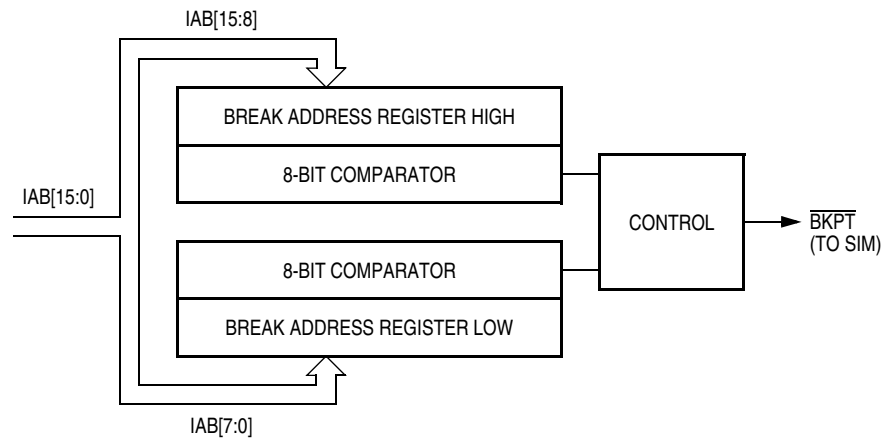 IAB[15:8]
BREAK ADDRESS REGISTER HIGH
8-BIT COMPARATOR
IAB[15:0]
CONTROL
BKPT
(TO SIM)
8-BIT COMPARATOR
BREAK ADDRESS REGISTER LOW
IAB[7:0]